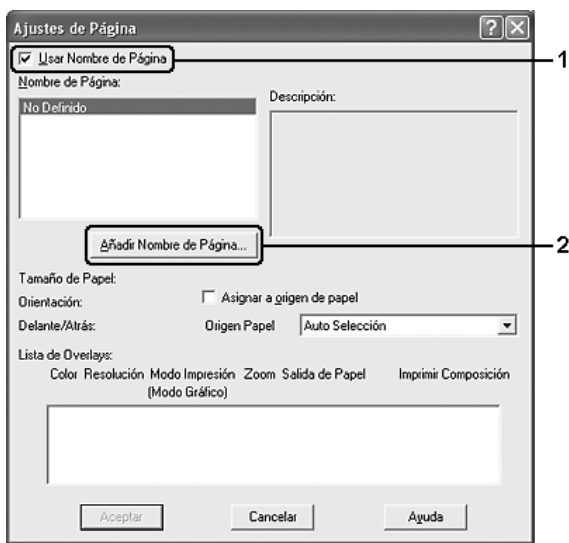 Ajustes de Página
Usar Nombre de Página
1
Nombre de Página:
Descripción:
No Definido
Añadir Nombre de Página...
2
Tamaño de Papel:
Orientación:
Asignar a origen de papel
Delante/Atrás:
Origen Papel
Auto Selección
Lista de Overlays:
Color Resolución Modo Impresión Zoom Salida de Papel Imprimir Composición
(Modo Gráfico)
Aceptar Cancelar Ayuda